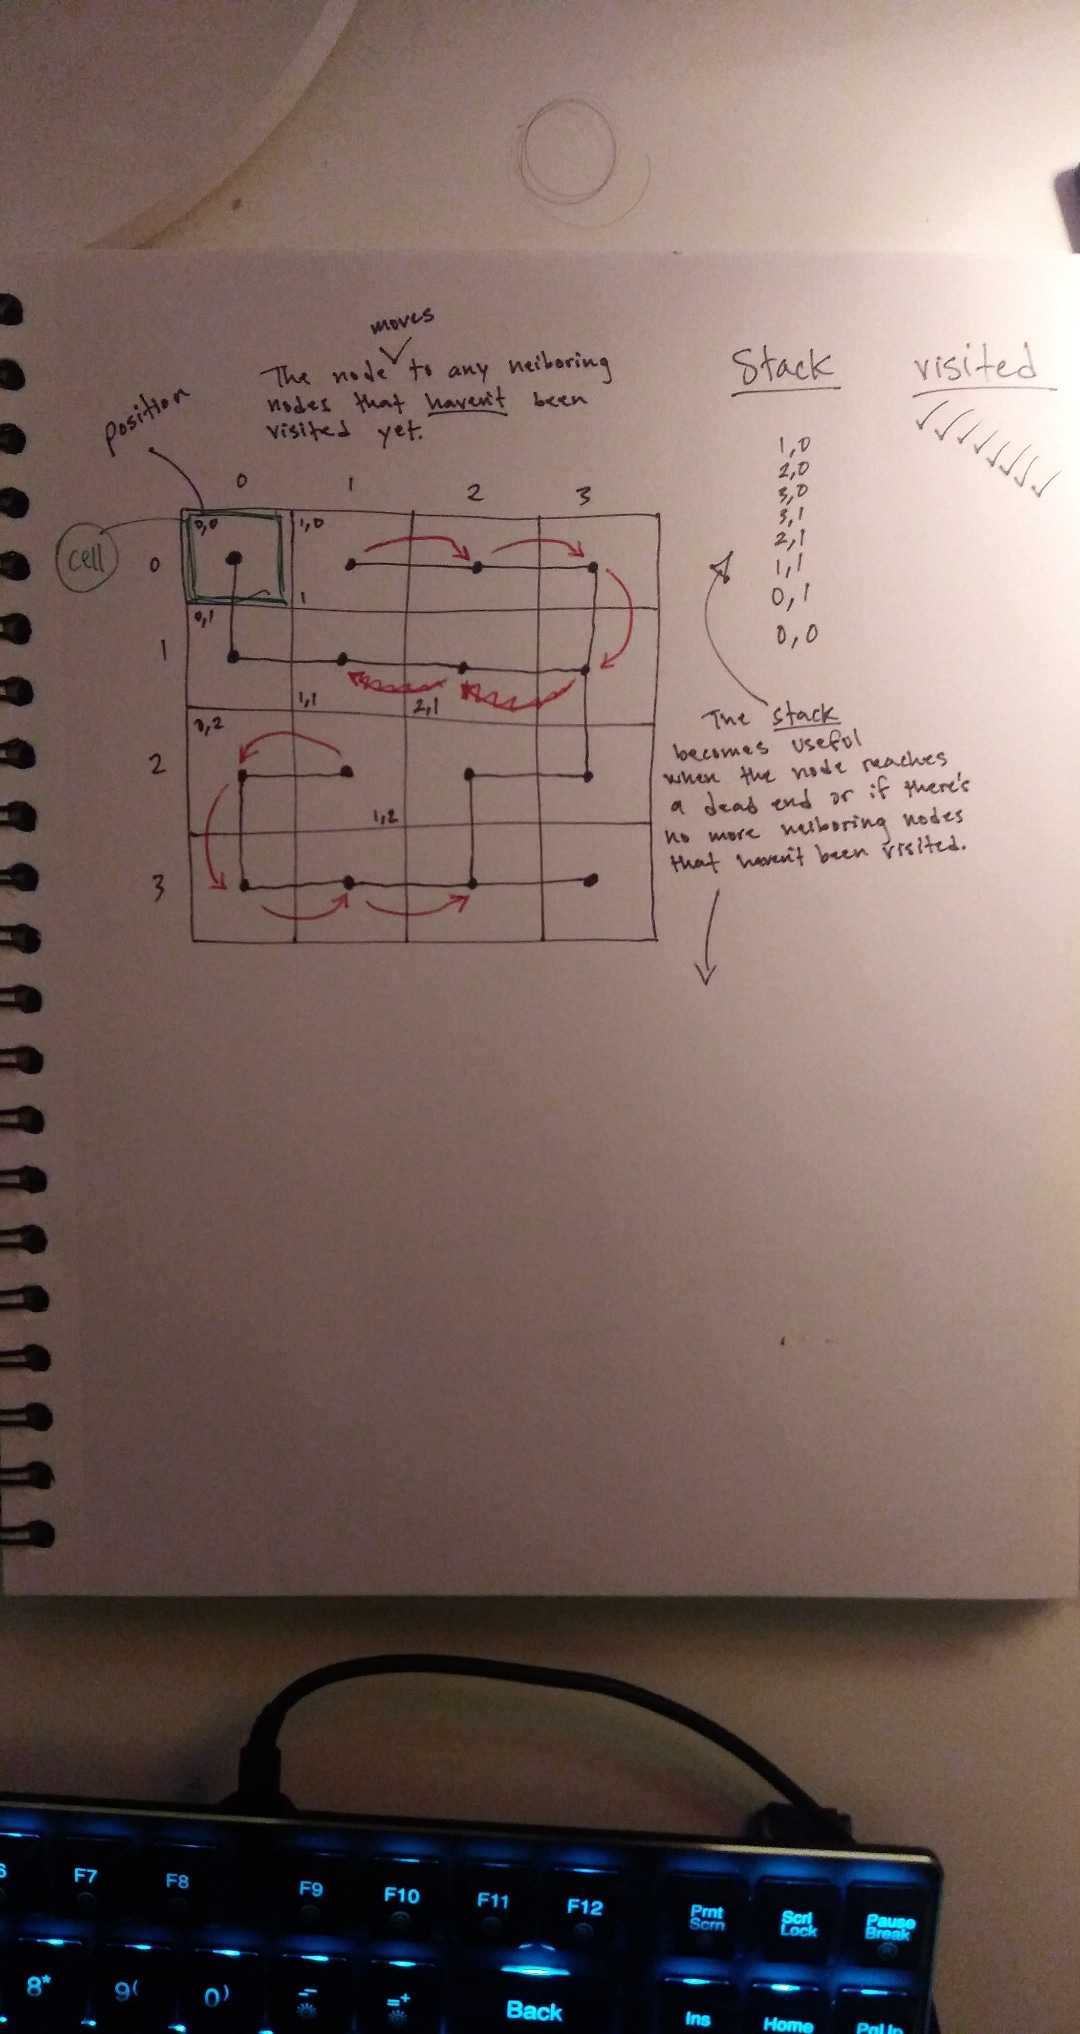 moves
The node to any neiboring
nodes that haven't been
visited yet.
position
cell
Stack
visited
0 1 2 3
0
1
2
3
0,0
1,0
1
0,1
1,1
2,1
0,2
1,2
1,0
2,0
3,0
3,1
2,1
1,1
0,1
0,0
The stack
becomes useful
when the node reaches
a dead end or if there's
no more neiboring nodes
that haven't been visited.
F7 F8 F9 F10 F11 F12
Prnt Scrn
Scrl Lock
Pause Break
8*
9(
0)
-
=+
Back
Ins
Home